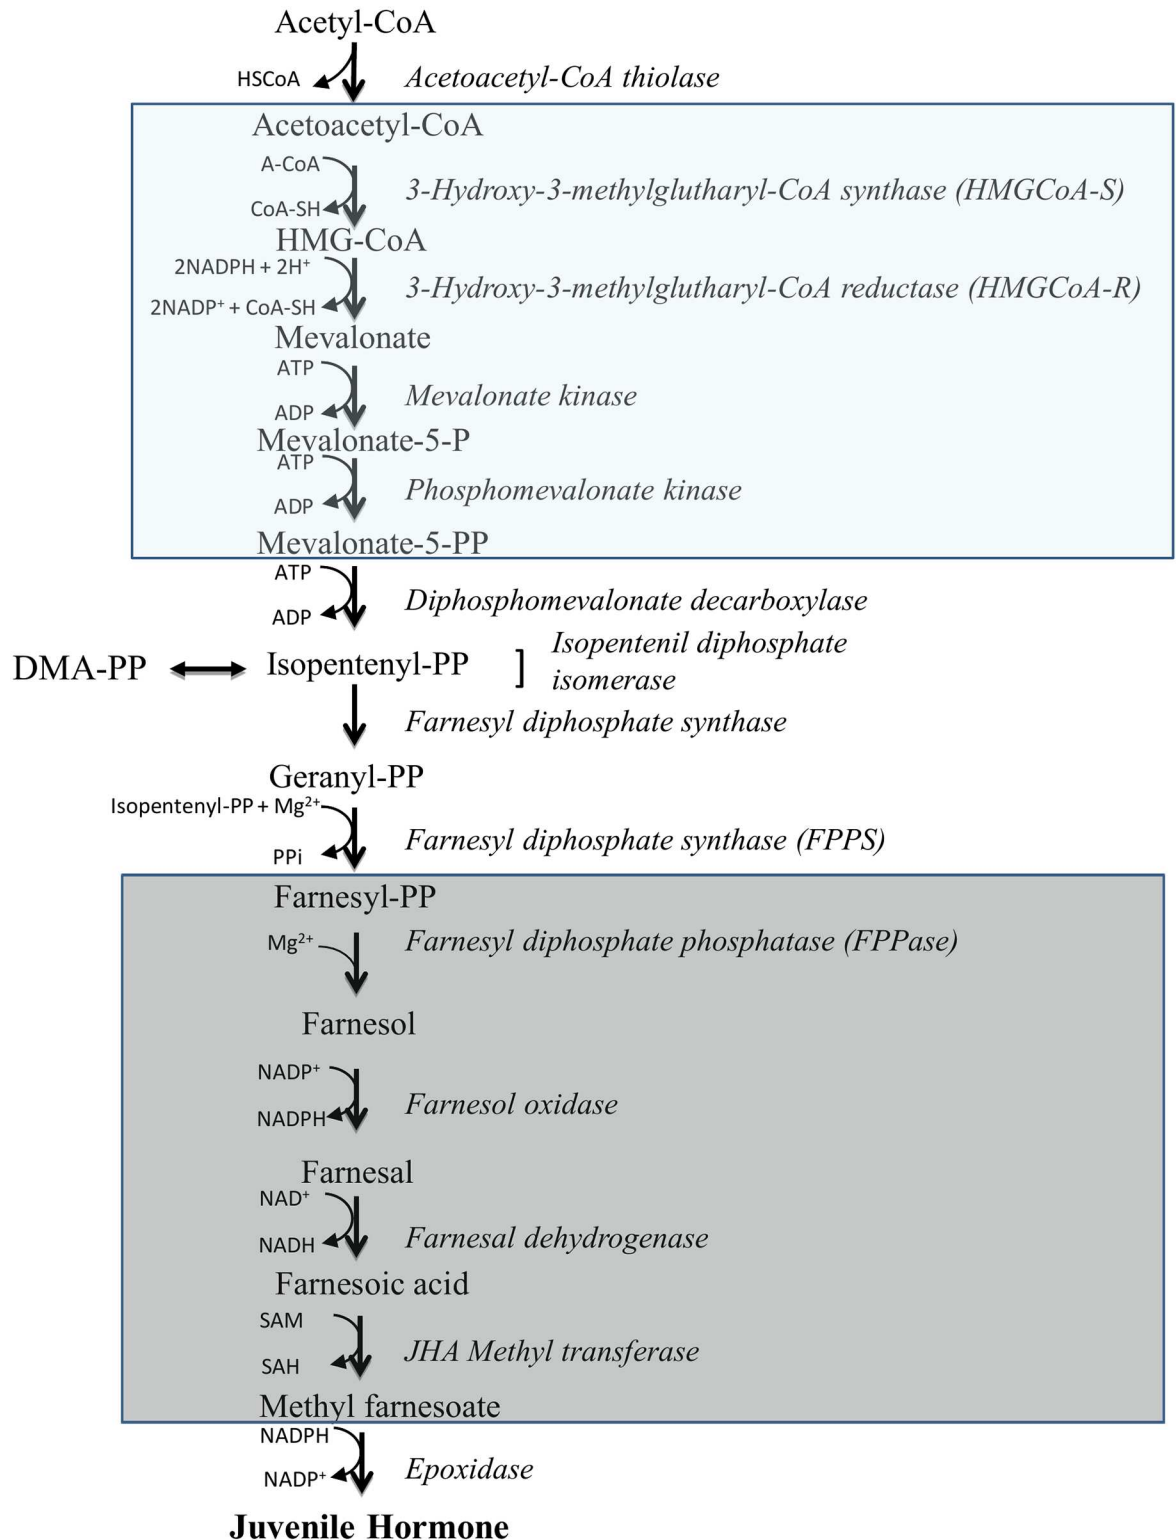 Acetyl-CoA
HSCoA
Acetoacetyl-CoA thiolase
Acetoacetyl-CoA
A-CoA
3-Hydroxy-3-methylglutharyl-CoA synthase (HMGCoA-S)
CoA-SH
HMG-CoA
2NADPH + 2H⁺
3-Hydroxy-3-methylglutharyl-CoA reductase (HMGCoA-R)
2NADP⁺ + CoA-SH
Mevalonate
ATP
Mevalonate kinase
ADP
Mevalonate-5-P
ATP
Phosphomevalonate kinase
ADP
Mevalonate-5-PP
ATP
Diphosphomevalonate decarboxylase
ADP
DMA-PP
Isopentenyl-PP
]
Isopentenil diphosphate
isomerase
Farnesyl diphosphate synthase
Geranyl-PP
Isopentenyl-PP + Mg²⁺
Farnesyl diphosphate synthase (FPPS)
PPi
Farnesyl-PP
Mg²⁺
Farnesyl diphosphate phosphatase (FPPase)
Farnesol
NADP⁺
Farnesol oxidase
NADPH
Farnesal
NAD⁺
Farnesal dehydrogenase
NADH
Farnesoic acid
SAM
JHA Methyl transferase
SAH
Methyl farnesoate
NADPH
Epoxidase
NADP⁺
Juvenile Hormone